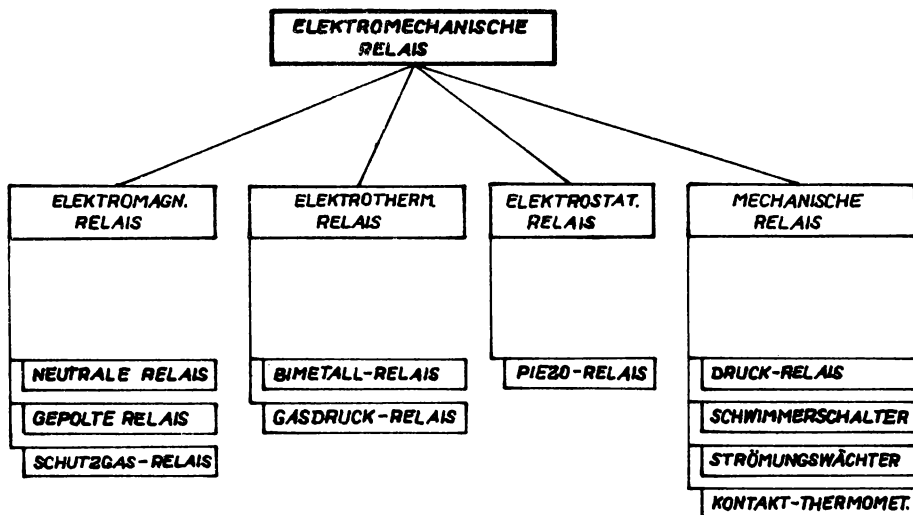 ELEKTROMECHANISCHE
RELAIS
ELEKTROMAGN.
RELAIS
ELEKTROTHERM.
RELAIS
ELEKTROSTAT.
RELAIS
MECHANISCHE
RELAIS
NEUTRALE RELAIS
GEPOLTE RELAIS
SCHUTZGAS-RELAIS
BIMETALL-RELAIS
GASDRUCK-RELAIS
PIEZO-RELAIS
DRUCK-RELAIS
SCHWIMMERSCHALTER
STRÖMUNGSWÄCHTER
KONTAKT-THERMOMET.